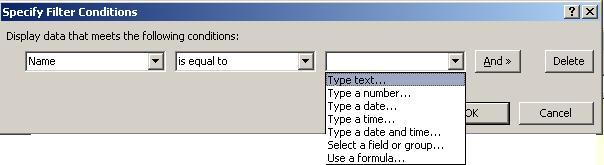 Specify Filter Conditions
Display data that meets the following conditions:
Name is equal to And » Delete
Type text...
Type a number...
Type a date...
Type a time...
Type a date and time...
Select a field or group...
Use a formula...
OK Cancel